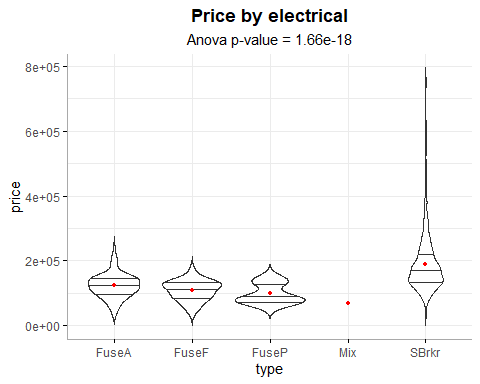 Price by electrical
Anova p-value = 1.66e-18
8e+05
6e+05
4e+05
2e+05
0e+00
price
FuseA FuseF FuseP Mix SBrkr
type